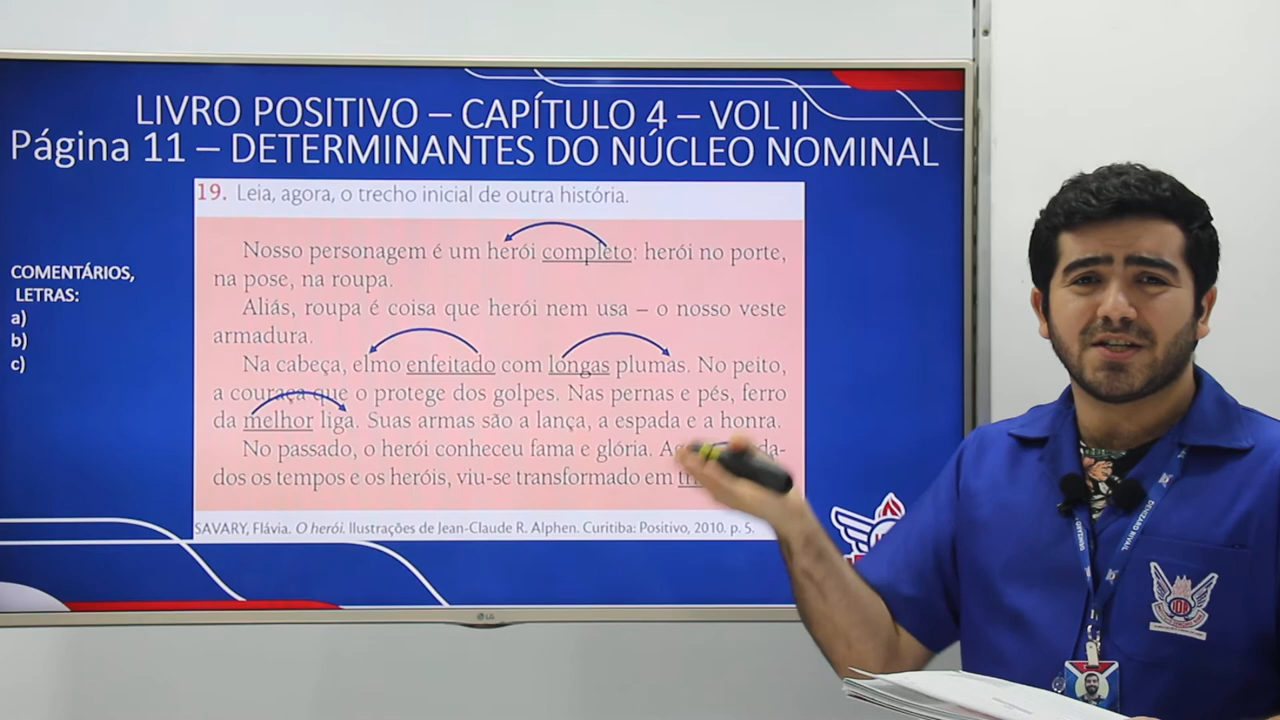 LIVRO POSITIVO – CAPÍTULO 4 – VOL II
Página 11 – DETERMINANTES DO NÚCLEO NOMINAL
19. Leia, agora, o trecho inicial de outra história.
Nosso personagem é um herói completo: herói no porte,
na pose, na roupa.
Aliás, roupa é coisa que herói nem usa – o nosso veste
armadura.
Na cabeça, elmo enfeitado com longas plumas. No peito,
a couraça que o protege dos golpes. Nas pernas e pés, ferro
da melhor liga. Suas armas são a lança, a espada e a honra.
No passado, o herói conheceu fama e glória.
dos os tempos e os heróis, viu-se transformado em
SAVARY, Flávia. O herói. Ilustrações de Jean-Claude R. Alphen. Curitiba: Positivo, 2010. p. 5.
COMENTÁRIOS,
LETRAS:
a)
b)
c)
LG
DENIZARD RIVAIL